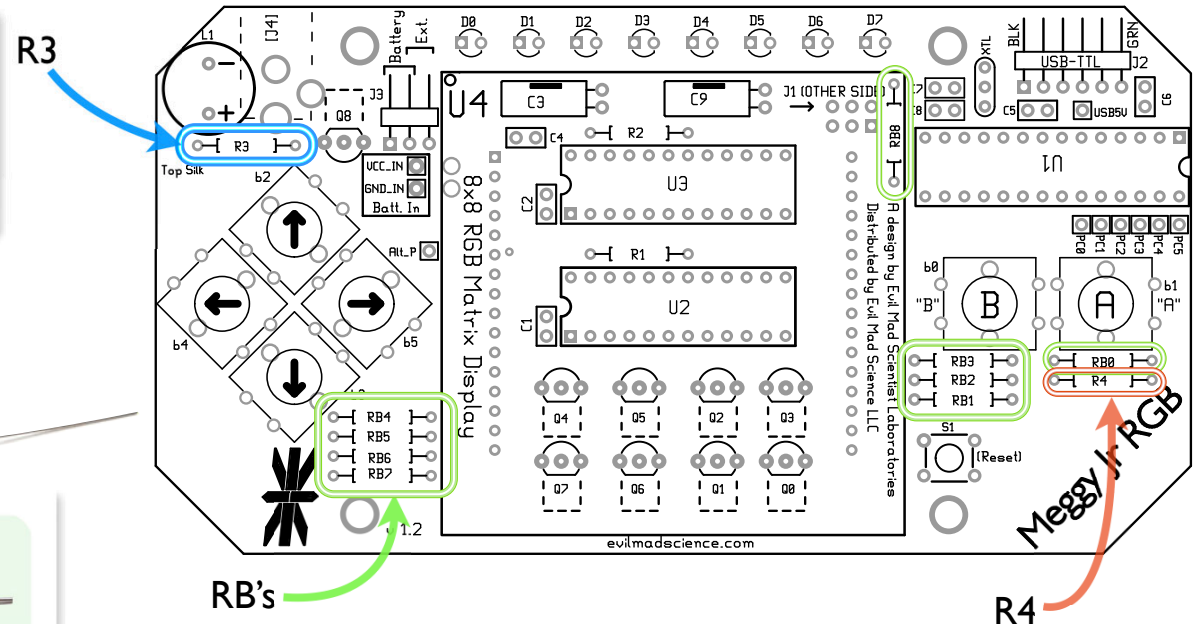 R3
L1
[J4]
Battery
Ext.
D0
D1
D2
D3
D4
D5
D6
D7
XTL
BLK
GRN
USB-TTL
J2
J3
Q8
U4
C3
C9
J1 (OTHER SIDE)
C7
C8
C5
USB5V
C6
R3
Top Silk
C4
R2
RB8
U1
VCC_IN
GND_IN
Batt. In
b2
U3
C2
8x8 RGB Matrix Display
A design by Evil Mad Scientist Laboratories
Distributed by Evil Mad Science LLC
PC0
PC1
PC2
PC3
PC4
PC5
Alt_P
R1
b0
"B"
B
A
b1
"A"
U2
C1
b4
b5
RB3
RB2
RB1
RB0
R4
RB4
RB5
RB6
RB7
Q4
Q5
Q2
Q3
Q7
Q6
Q1
Q0
S1
(Reset)
Meggy Jr RGB
1.2
evilmadscience.com
RB's
R4